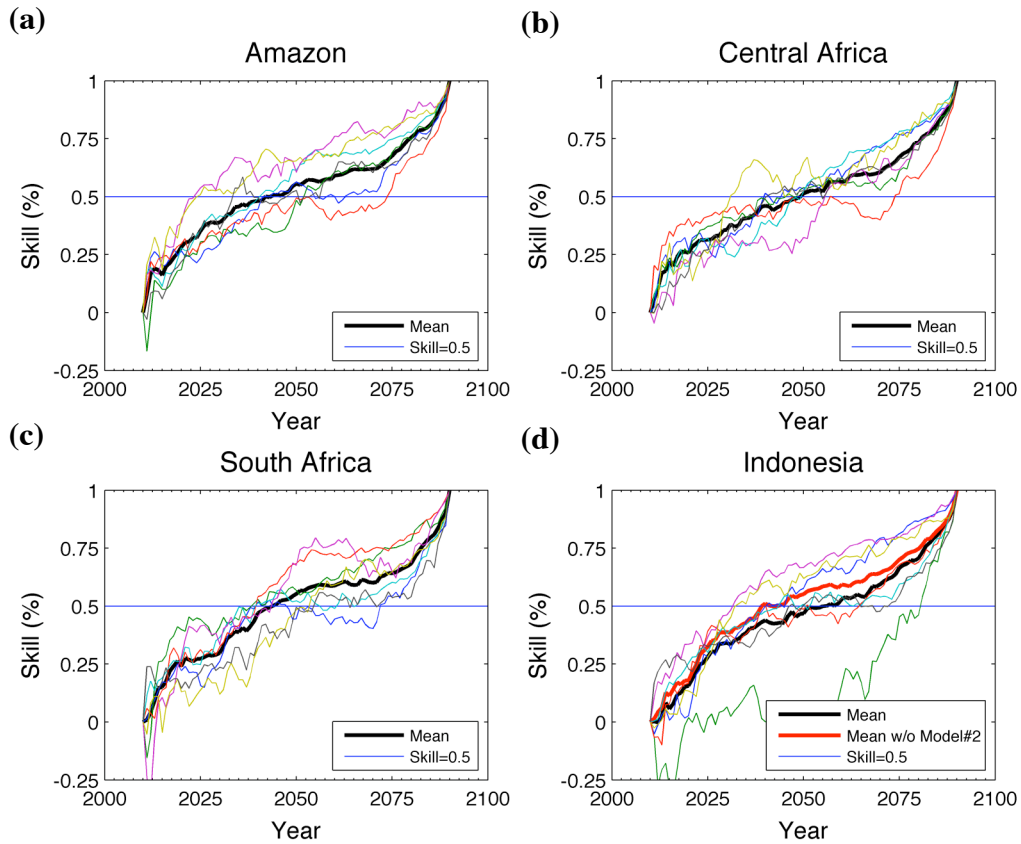 (a)
Amazon
1
0.75
0.5
0.25
0
-0.25
Skill (%)
2000 2025 2050 2075 2100
Year
Mean
Skill=0.5
(b)
Central Africa
1
0.75
0.5
0.25
0
-0.25
Skill (%)
2000 2025 2050 2075 2100
Year
Mean
Skill=0.5
(c)
South Africa
1
0.75
0.5
0.25
0
-0.25
Skill (%)
2000 2025 2050 2075 2100
Year
Mean
Skill=0.5
(d)
Indonesia
1
0.75
0.5
0.25
0
-0.25
Skill (%)
2000 2025 2050 2075 2100
Year
Mean
Mean w/o Model#2
Skill=0.5